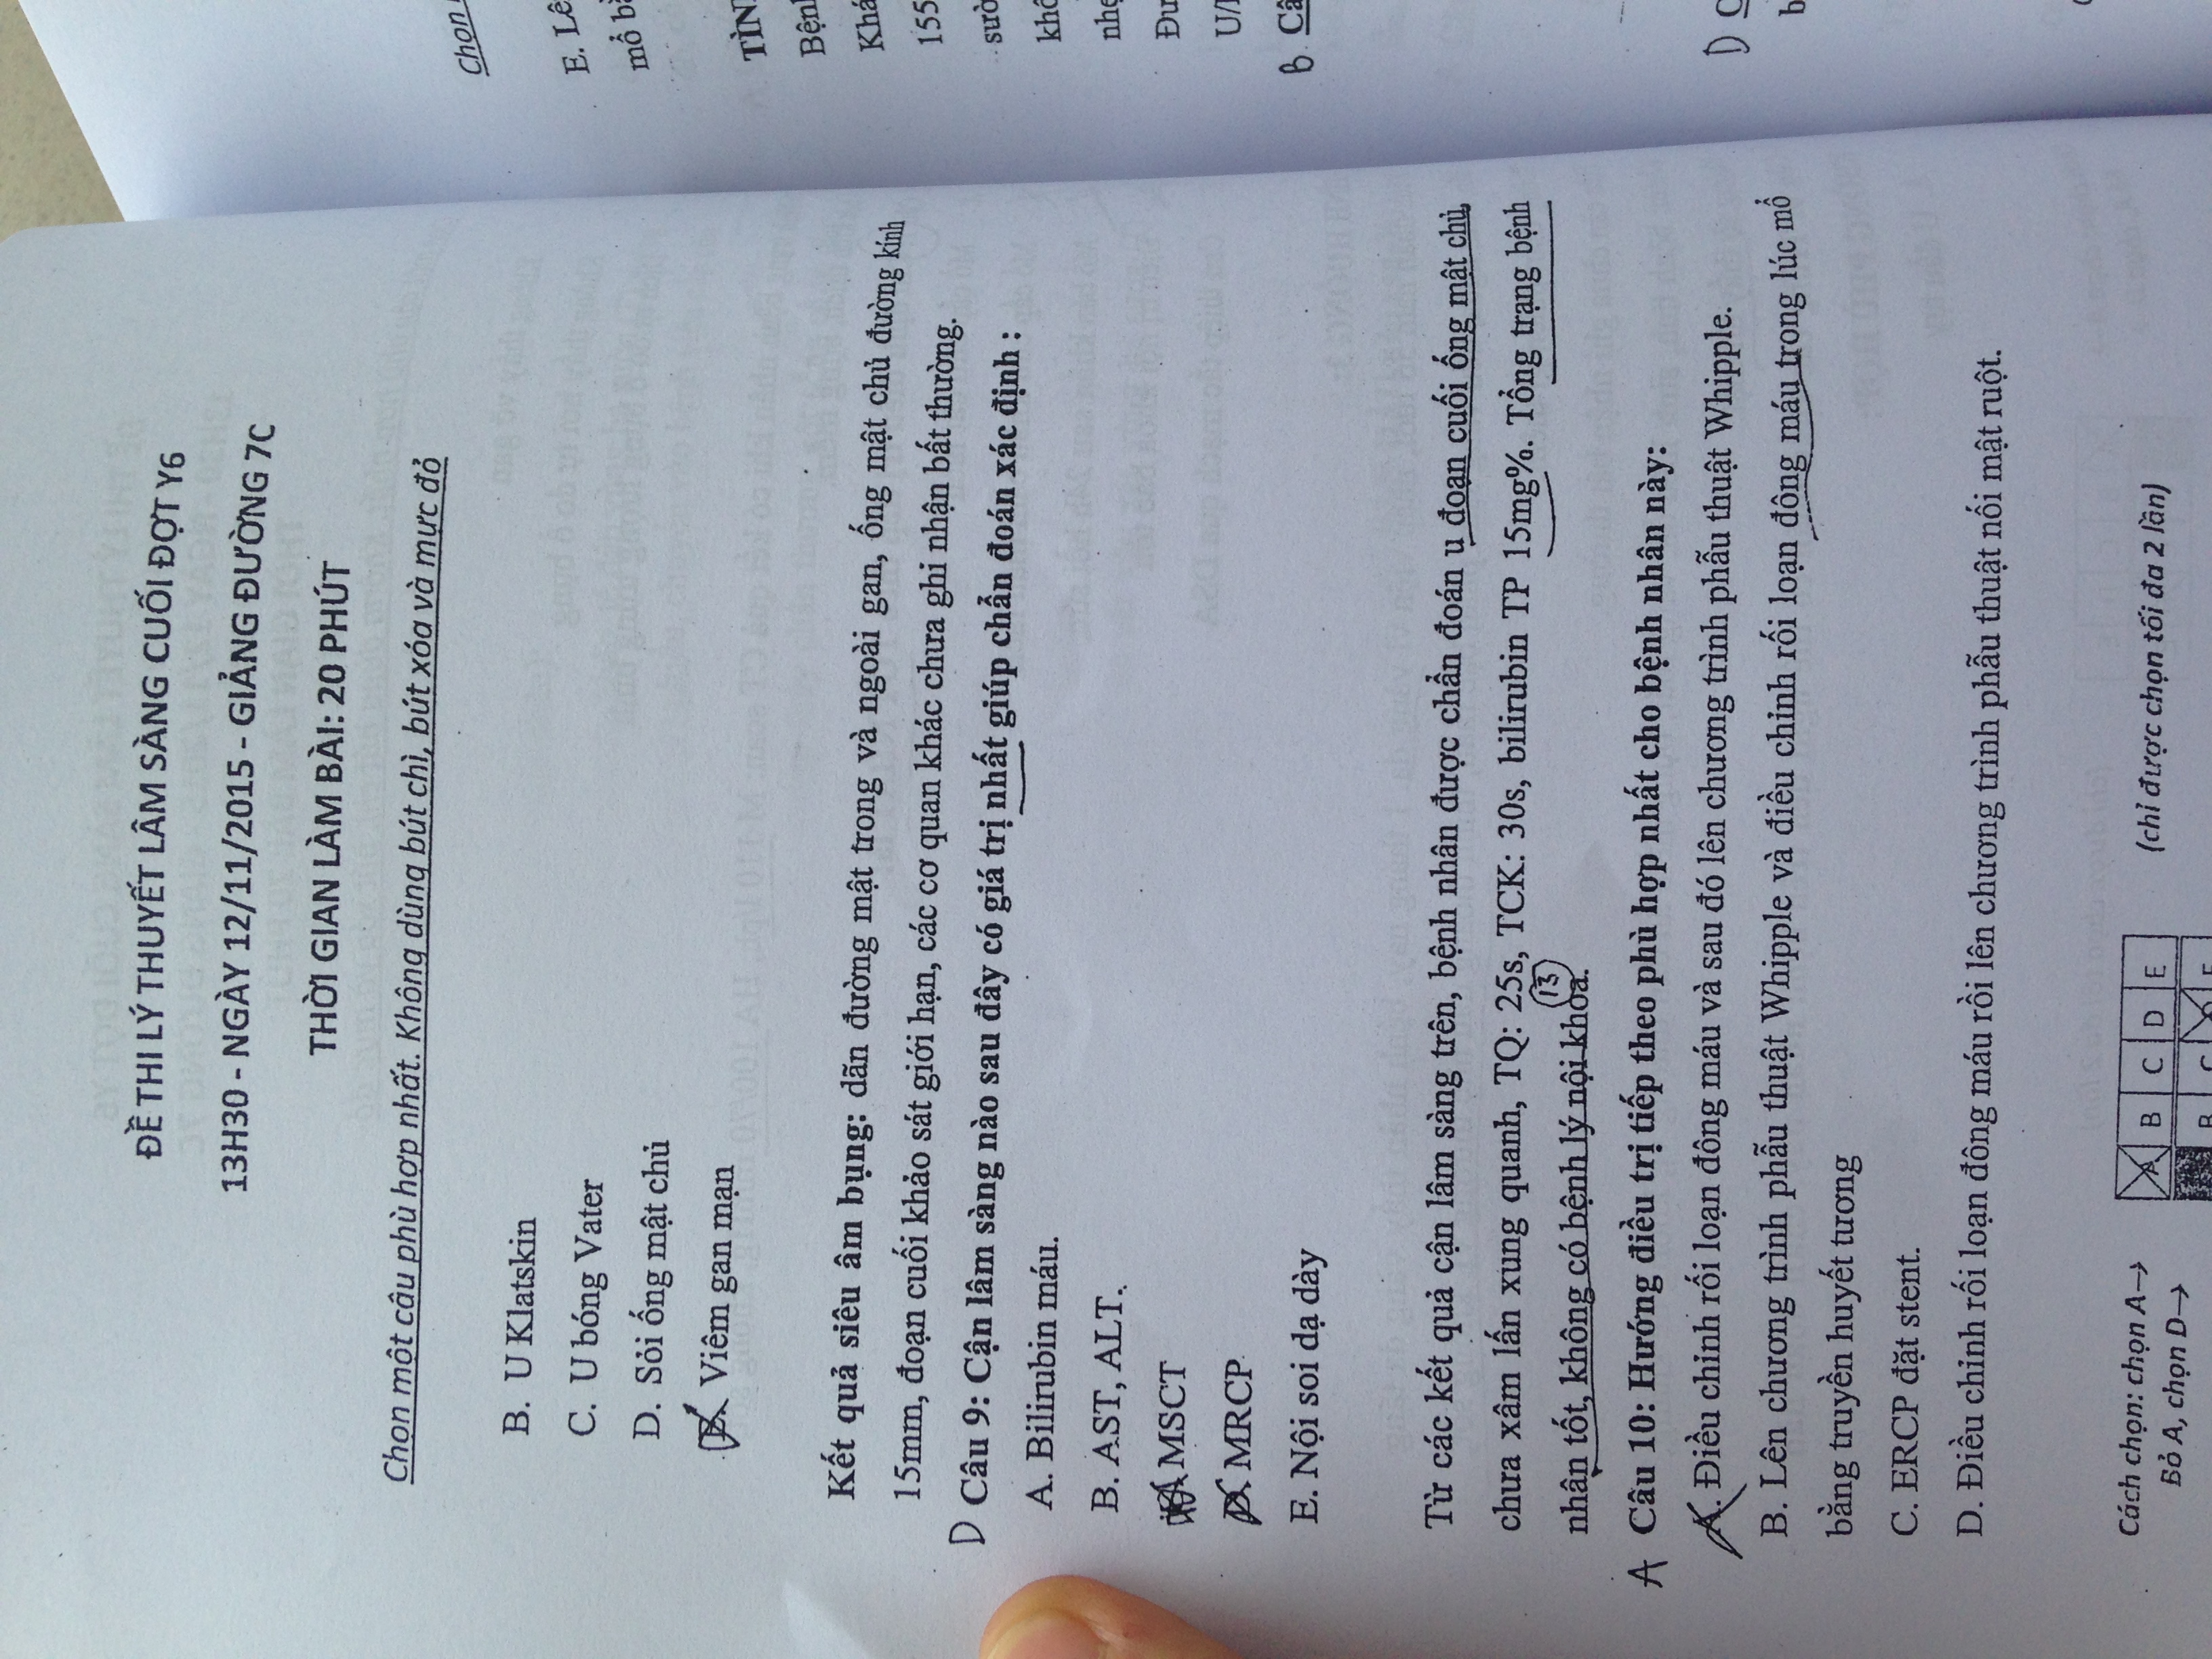 ĐỀ THI LÝ THUYẾT LÂM SÀNG CUỐI ĐỢT Y6
13H30 - NGÀY 12/11/2015 - GIẢNG ĐƯỜNG 7C
THỜI GIAN LÀM BÀI: 20 PHÚT
Chọn một câu phù hợp nhất. Không dùng bút chì, bút xóa và mực đỏ
B. U Klatskin
C. U bóng Vater
D. Sỏi ống mật chủ
E. Viêm gan mạn
Kết quả siêu âm bụng: dãn đường mật trong và ngoài gan, ống mật chủ đường kính
15mm, đoạn cuối khảo sát giới hạn, các cơ quan khác chưa ghi nhận bất thường.
D Câu 9: Cận lâm sàng nào sau đây có giá trị nhất giúp chẩn đoán xác định :
A. Bilirubin máu.
B. AST, ALT.
MSCT
D. MRCP
E. Nội soi dạ dày
Từ các kết quả cận lâm sàng trên, bệnh nhân được chẩn đoán u đoạn cuối ống mật chủ,
chưa xâm lấn xung quanh, TQ: 25s, TCK: 30s, bilirubin TP 15mg%. Tổng trạng bệnh
13
nhân tốt, không có bệnh lý nội khoa.
A Câu 10: Hướng điều trị tiếp theo phù hợp nhất cho bệnh nhân này:
A. Điều chỉnh rối loạn đông máu và sau đó lên chương trình phẫu thuật Whipple.
B. Lên chương trình phẫu thuật Whipple và điều chỉnh rối loạn đông máu trong lúc mổ
bằng truyền huyết tương
C. ERCP đặt stent.
D. Điều chỉnh rối loạn đông máu rồi lên chương trình phẫu thuật nối mật ruột.
Cách chọn: chọn A→ A B C D E (chỉ được chọn tối đa 2 lần)
Bỏ A, chọn D→ B C D E
Chọn
E. Lê
mổ bằ
TÌN
Bệnh
Khá
155
sườ
khô
nhẹ
Đư
U/
B Câ
D C
b